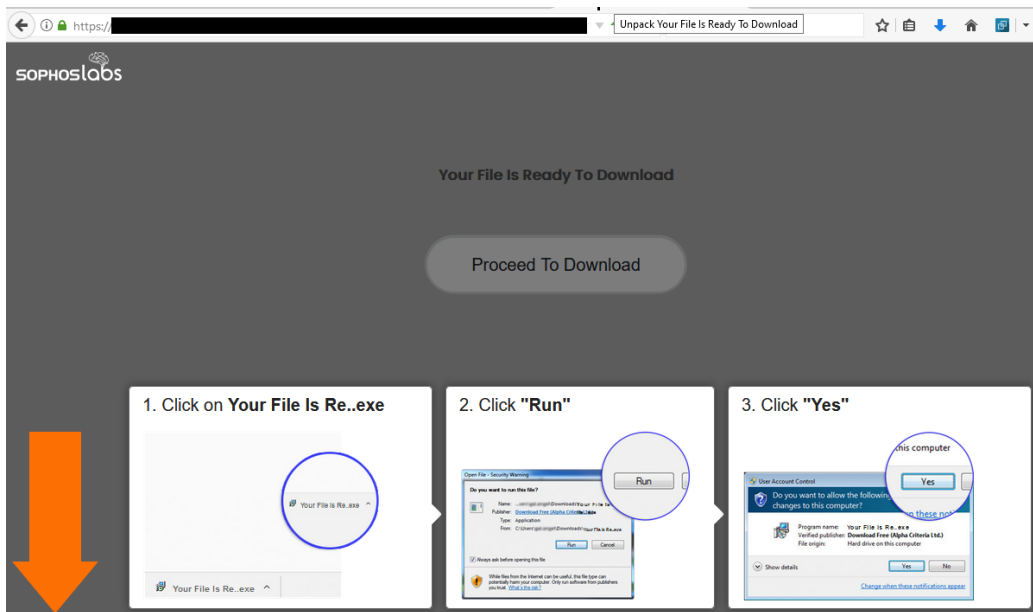 https://
Unpack Your File Is Ready To Download
SOPHOSlabs
Your File Is Ready To Download
Proceed To Download
1. Click on Your File Is Re..exe
Your File Is Re..exe
Your File Is Re..exe
2. Click "Run"
Open File - Security Warning
Run
Do you want to run this file?
Name:
Publisher: Download Free (Alpha Criteria
Type: Application
From:
Run Cancel
Always ask before opening this file
While files from the Internet can be useful, this file type can
potentially harm your computer. Only run software from publishers
you trust. What's the risk?
3. Click "Yes"
this computer
Yes
User Account Control
Do you want to allow the following
changes to this computer?
Program name: Your File Is Re..exe
Verified publisher: Download Free (Alpha Criteria Ltd.)
File origin: Hard drive on this computer
Show details
Yes No
Change when these notifications appear